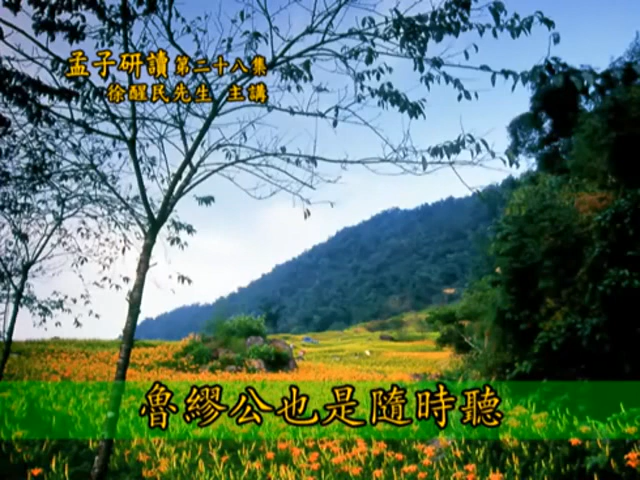 孟子研讀 第二十八集
徐醒民先生 主講
魯繆公也是隨時聽